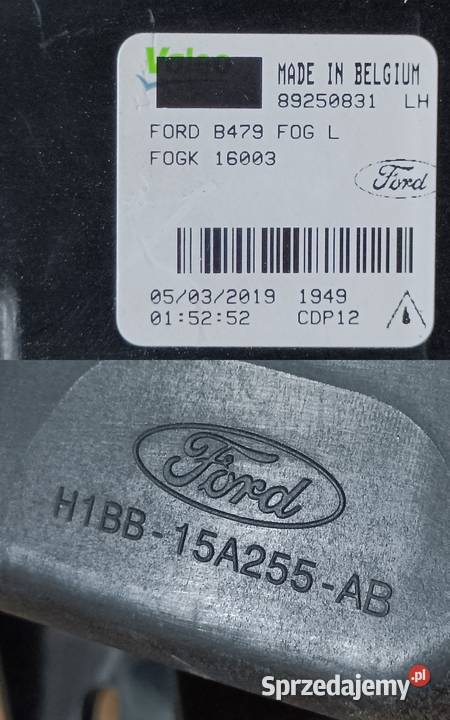 Valeo
MADE IN BELGIUM
89250831 LH
FORD B479 FOG L
FOGK 16003
Ford
05/03/2019 1949
01:52:52 CDP12
Ford
H1BB-15A255-AB
Sprzedajemy.pl